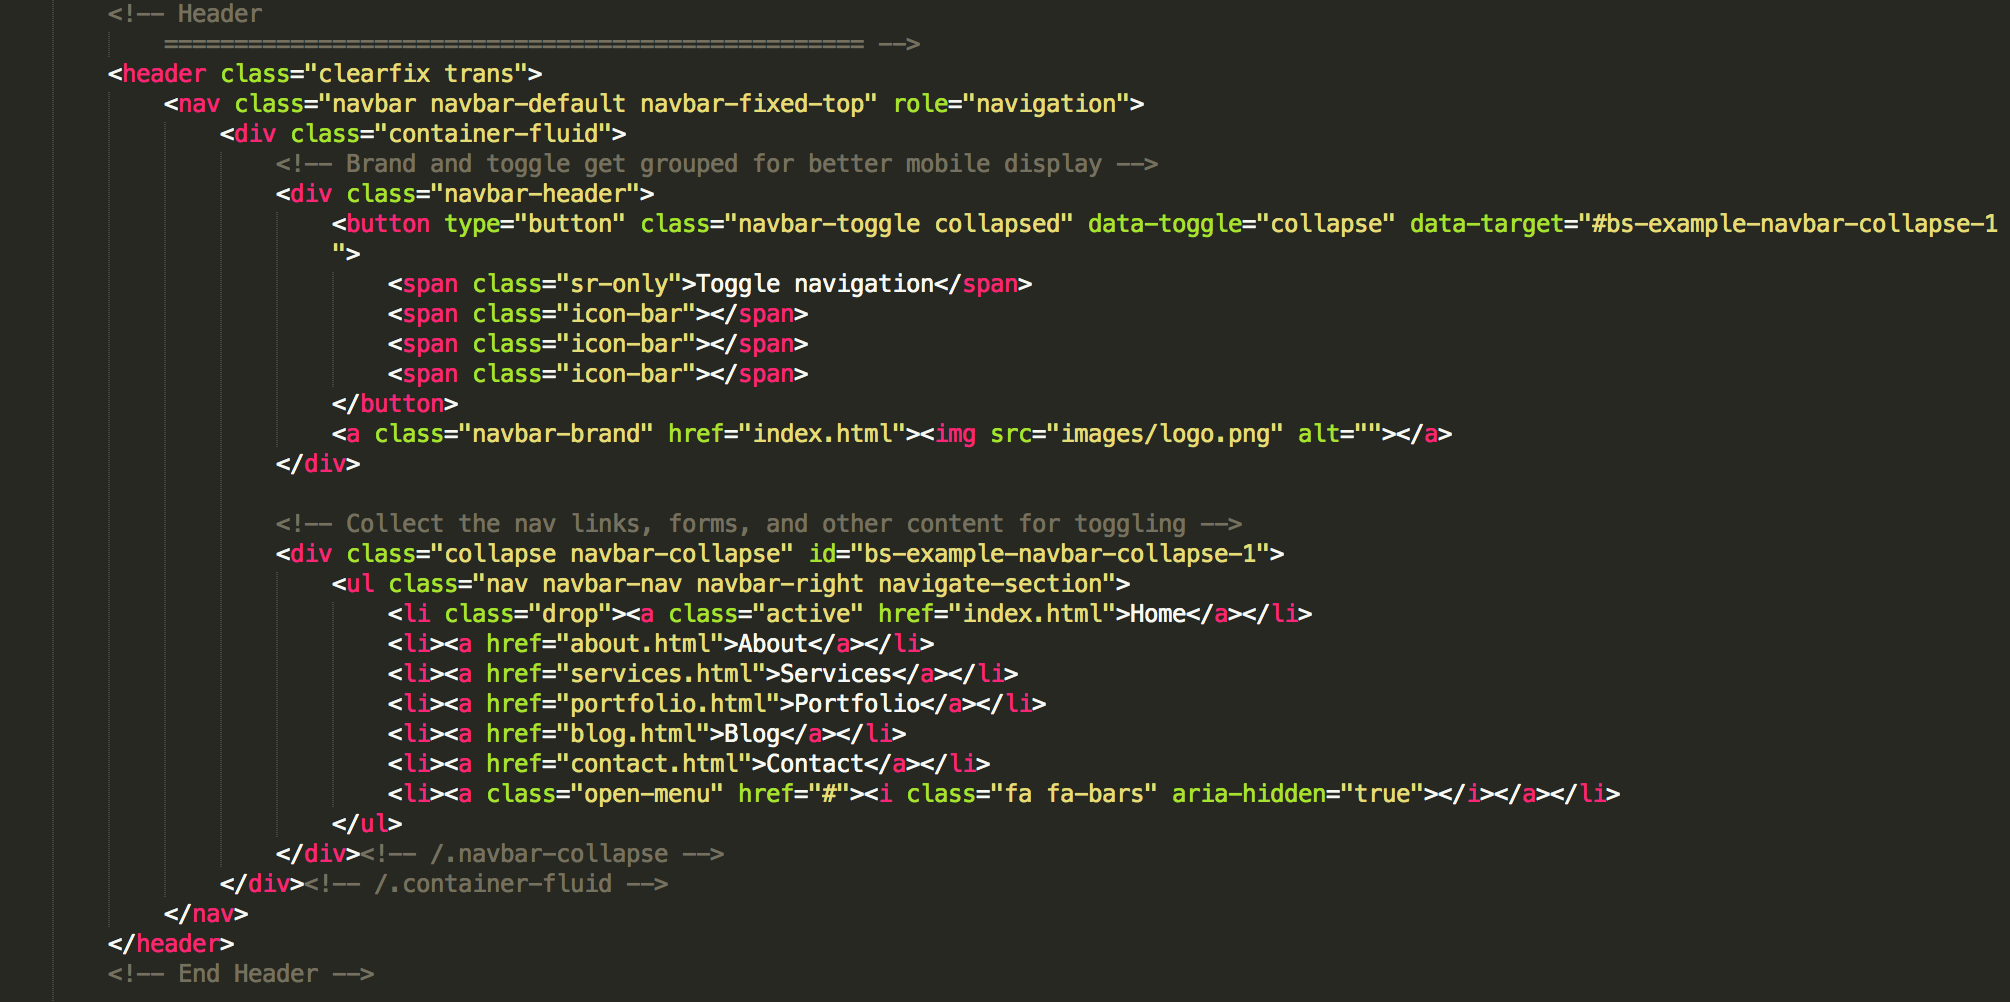 <!-- Header
================================================== -->
<header class="clearfix trans">
<nav class="navbar navbar-default navbar-fixed-top" role="navigation">
<div class="container-fluid">
<!-- Brand and toggle get grouped for better mobile display -->
<div class="navbar-header">
<button type="button" class="navbar-toggle collapsed" data-toggle="collapse" data-target="#bs-example-navbar-collapse-1
">
<span class="sr-only">Toggle navigation</span>
<span class="icon-bar"></span>
<span class="icon-bar"></span>
<span class="icon-bar"></span>
</button>
<a class="navbar-brand" href="index.html"><img src="images/logo.png" alt=""></a>
</div>
<!-- Collect the nav links, forms, and other content for toggling -->
<div class="collapse navbar-collapse" id="bs-example-navbar-collapse-1">
<ul class="nav navbar-nav navbar-right navigate-section">
<li class="drop"><a class="active" href="index.html">Home</a></li>
<li><a href="about.html">About</a></li>
<li><a href="services.html">Services</a></li>
<li><a href="portfolio.html">Portfolio</a></li>
<li><a href="blog.html">Blog</a></li>
<li><a href="contact.html">Contact</a></li>
<li><a class="open-menu" href="#"><i class="fa fa-bars" aria-hidden="true"></i></a></li>
</ul>
</div><!-- /.navbar-collapse -->
</div><!-- /.container-fluid -->
</nav>
</header>
<!-- End Header -->